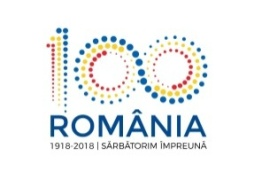 100
ROMÂNIA
1918-2018 | SĂRBĂTORIM ÎMPREUNĂ